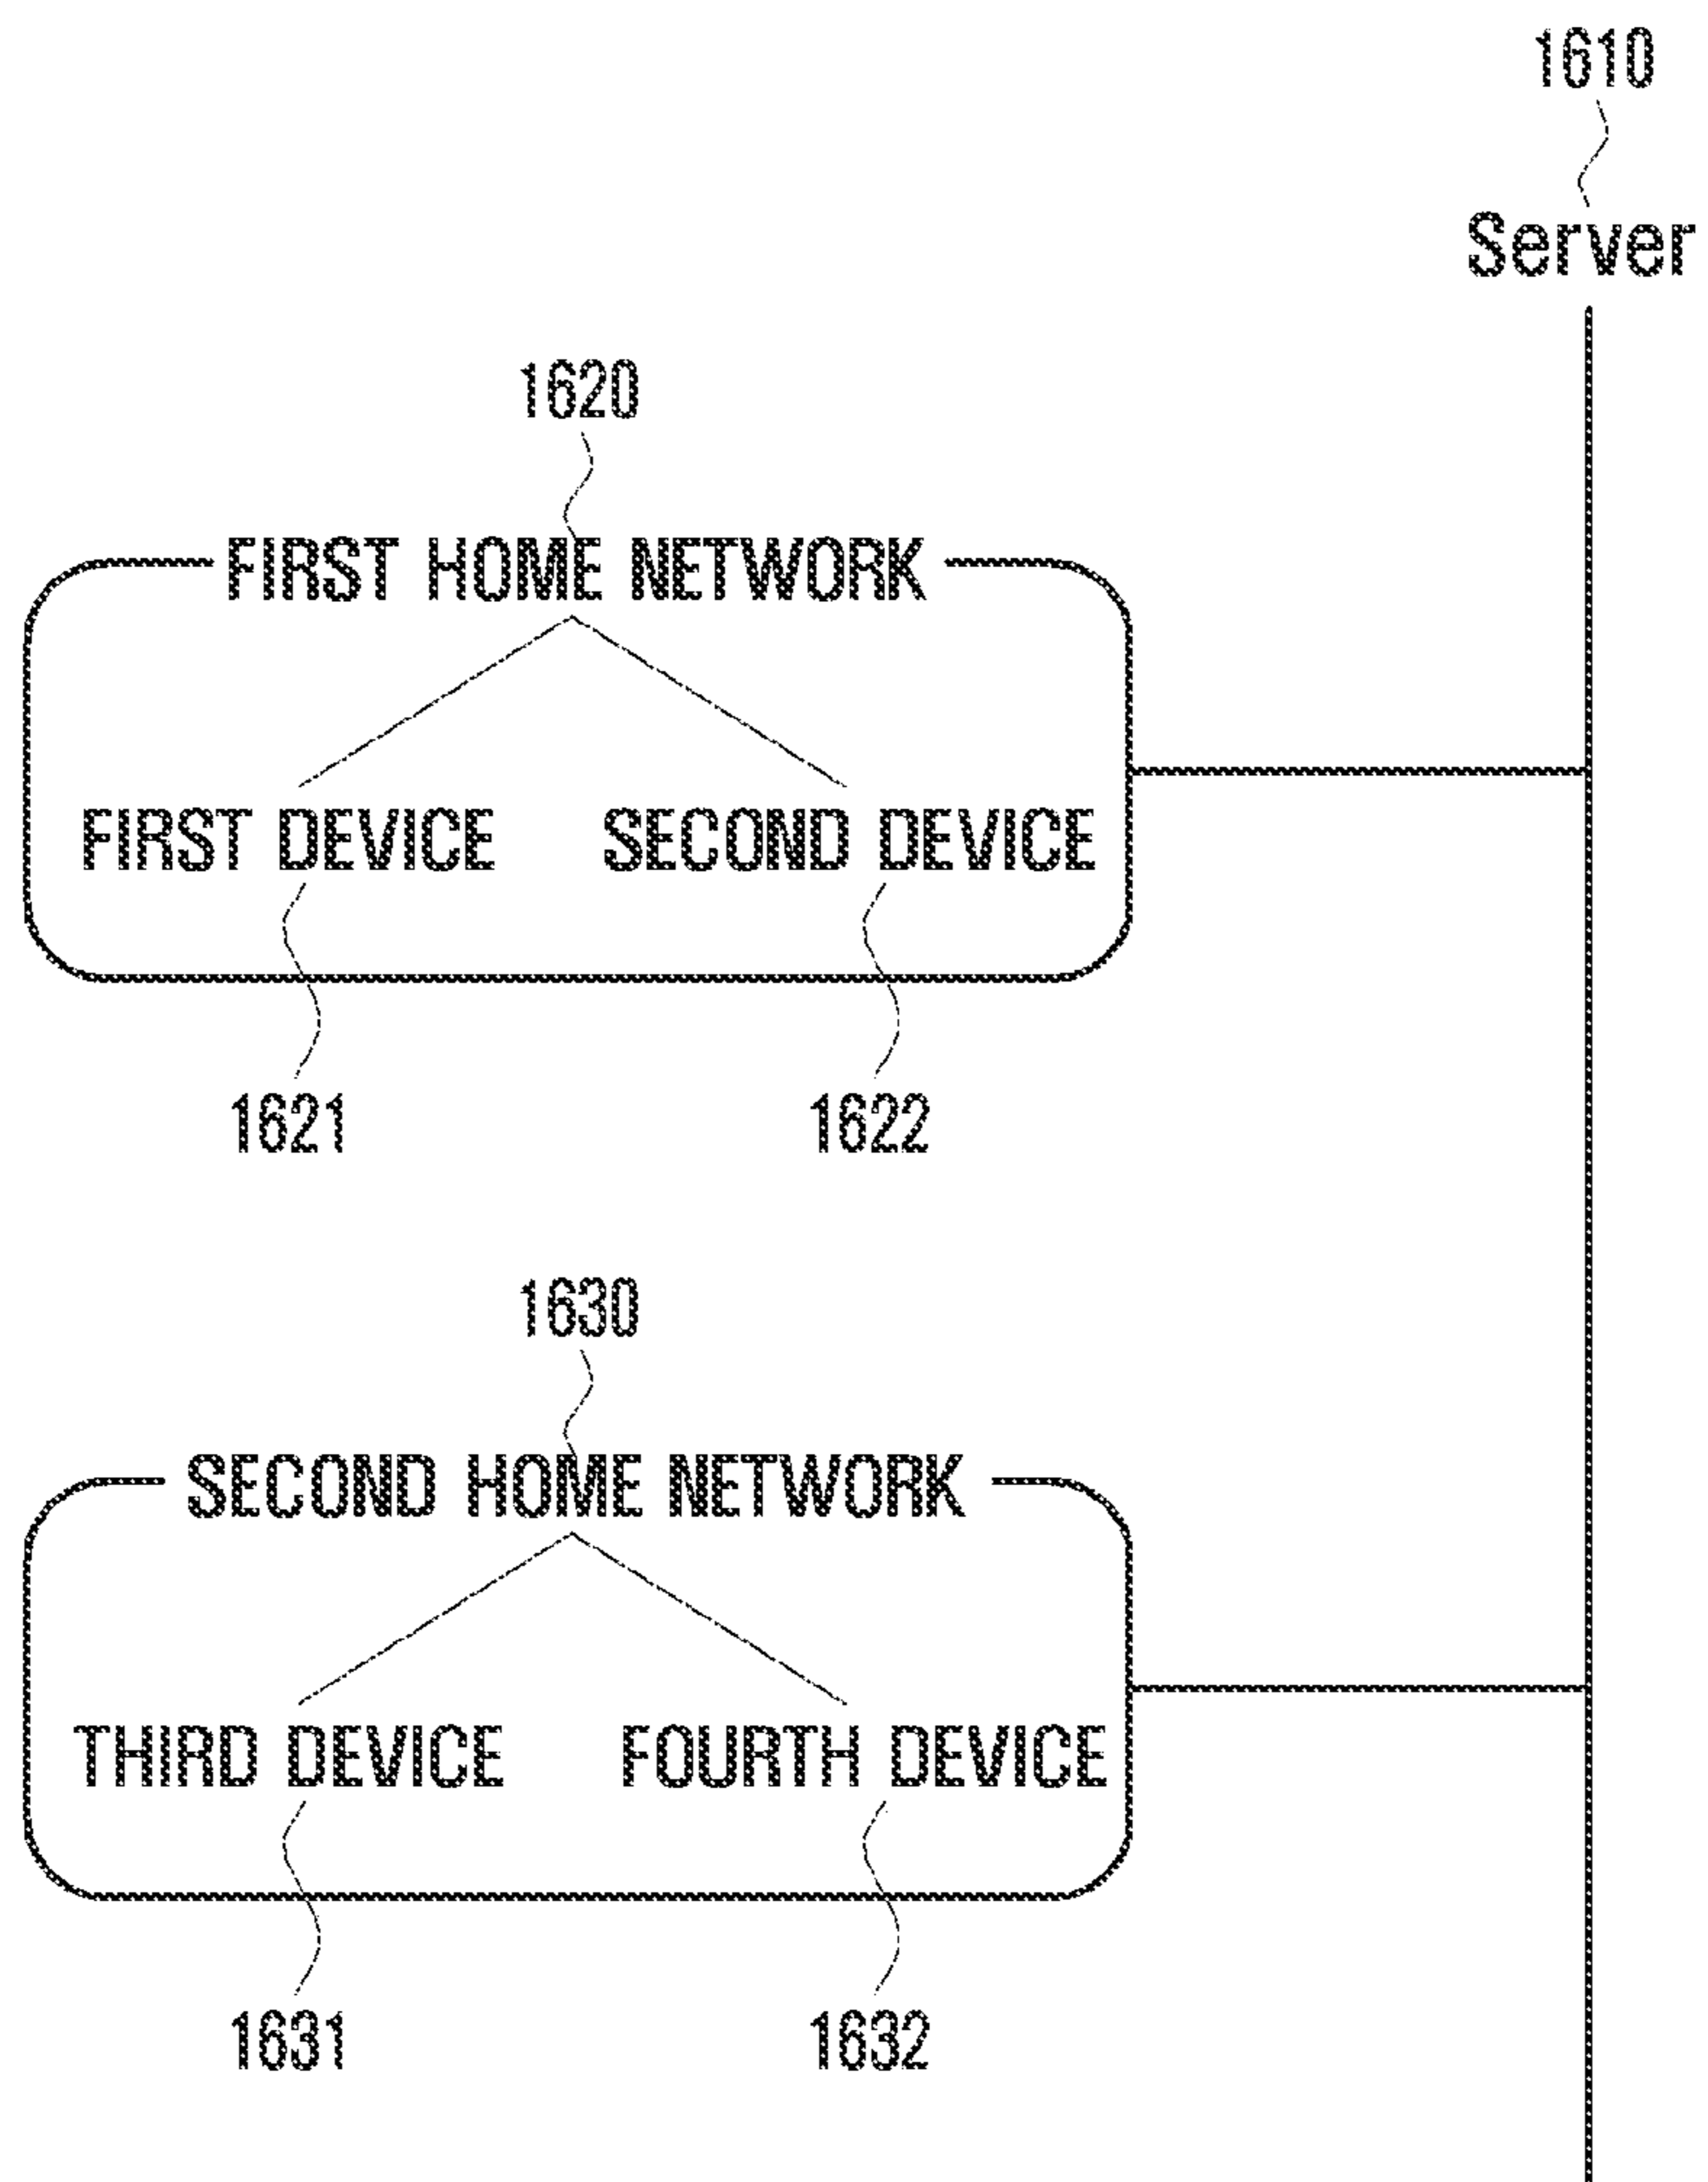 1610
Server
1620
FIRST HOME NETWORK
FIRST DEVICE SECOND DEVICE
1621 1622
1630
SECOND HOME NETWORK
THIRD DEVICE FOURTH DEVICE
1631 1632